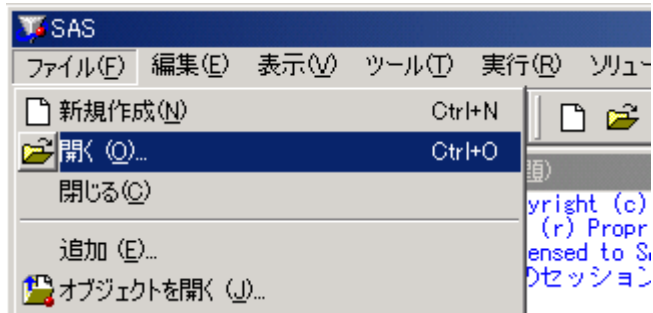 SAS
ファイル(F) 編集(E) 表示(V) ツール(T) 実行(R) ソリュー
新規作成(N) Ctrl+N
開く (O)... Ctrl+O
閉じる(C)
追加 (E)...
オブジェクトを開く (J)...
題)
yright (c)
(r) Propr
ensed to S
のセッション